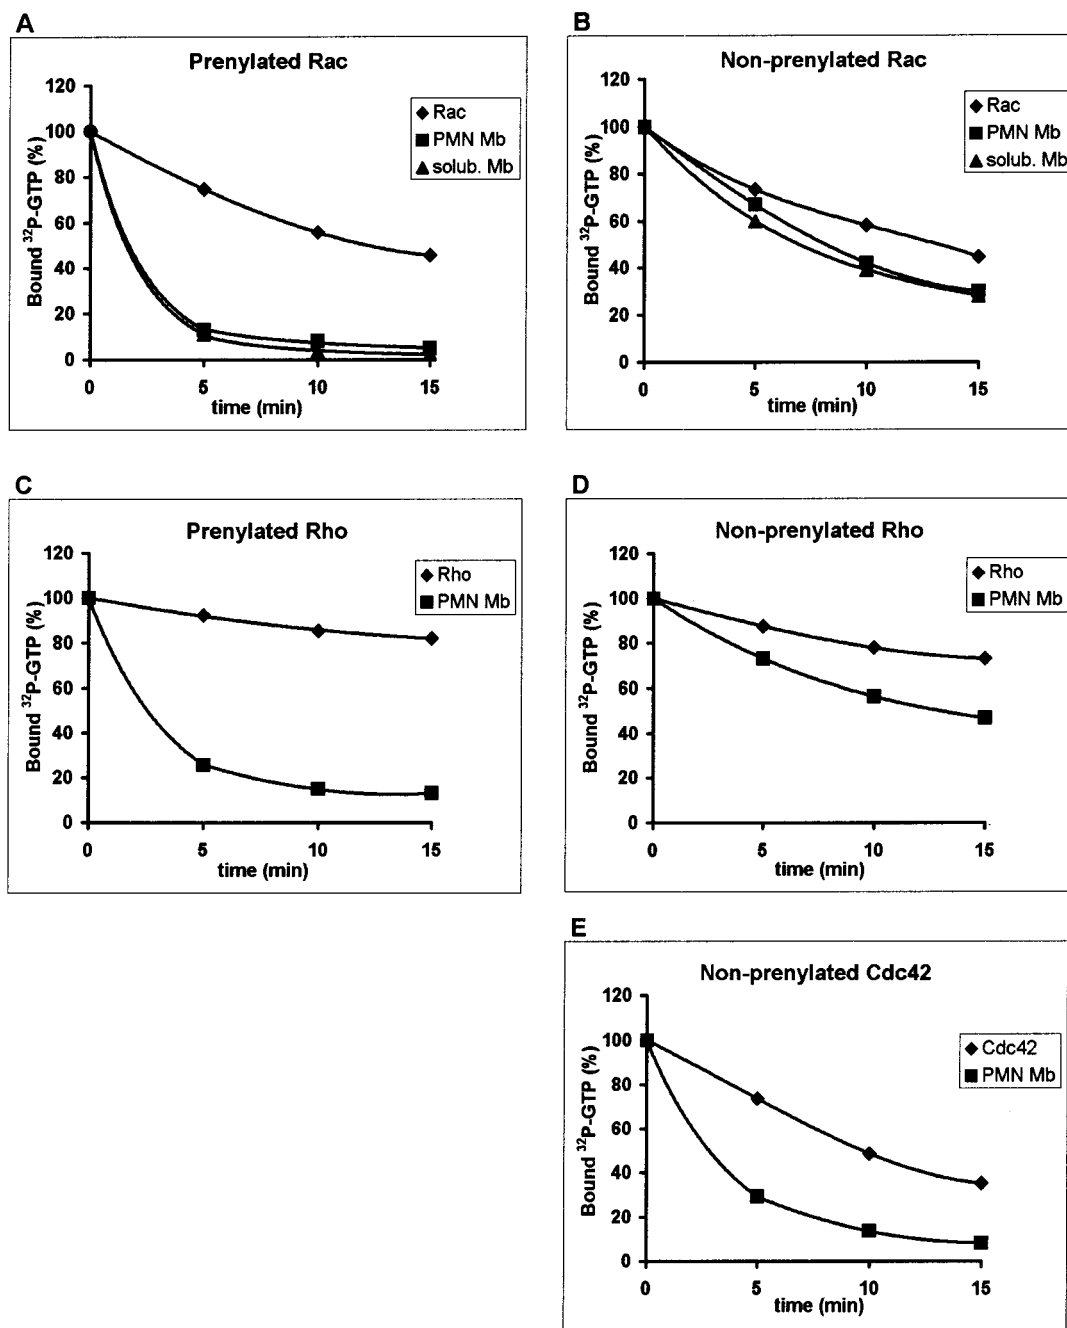 A
Prenylated Rac
120
100
80
60
40
20
0
Bound ³²P-GTP (%)
0 5 10 15
time (min)
Rac
PMN Mb
solub. Mb
B
Non-prenylated Rac
120
100
80
60
40
20
0
Bound ³²P-GTP (%)
0 5 10 15
time (min)
Rac
PMN Mb
solub. Mb
C
Prenylated Rho
120
100
80
60
40
20
0
Bound ³²P-GTP (%)
0 5 10 15
time (min)
Rho
PMN Mb
D
Non-prenylated Rho
120
100
80
60
40
20
0
Bound ³²P-GTP (%)
0 5 10 15
time (min)
Rho
PMN Mb
E
Non-prenylated Cdc42
120
100
80
60
40
20
0
Bound ³²P-GTP (%)
0 5 10 15
time (min)
Cdc42
PMN Mb